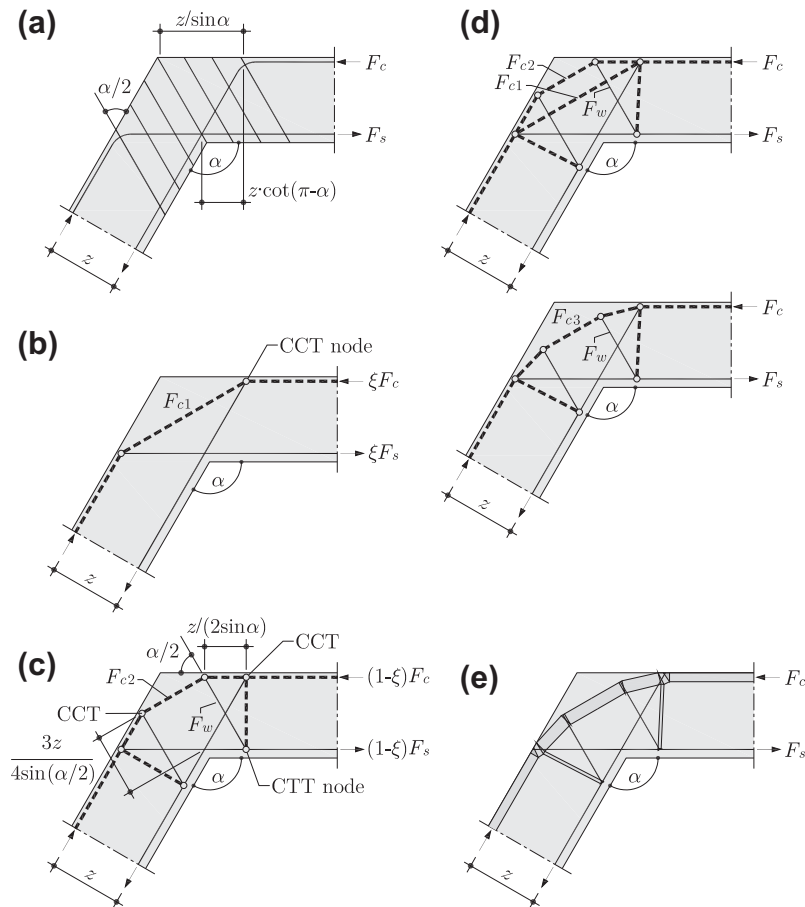 (a)
z/sinα
α/2
F_c
F_s
α
z·cot(π-α)
z
(b)
CCT node
F_c1
ξF_c
ξF_s
α
z
(c)
z/(2sinα)
α/2
CCT
F_c2
(1-ξ)F_c
CCT
F_w
3z
4sin(α/2)
(1-ξ)F_s
α
CTT node
z
(d)
F_c2
F_c1
F_c
F_w
F_s
α
z
F_c3
F_c
F_w
F_s
α
z
(e)
F_c
F_s
α
z